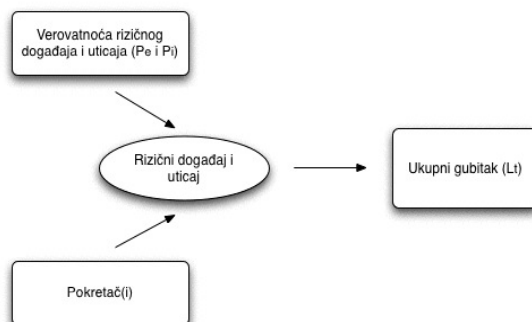 Verovatnoća rizičnog
događaja i uticaja (Pe i Pi)
Rizični događaj i
uticaj
Ukupni gubitak (Lt)
Pokretač(i)